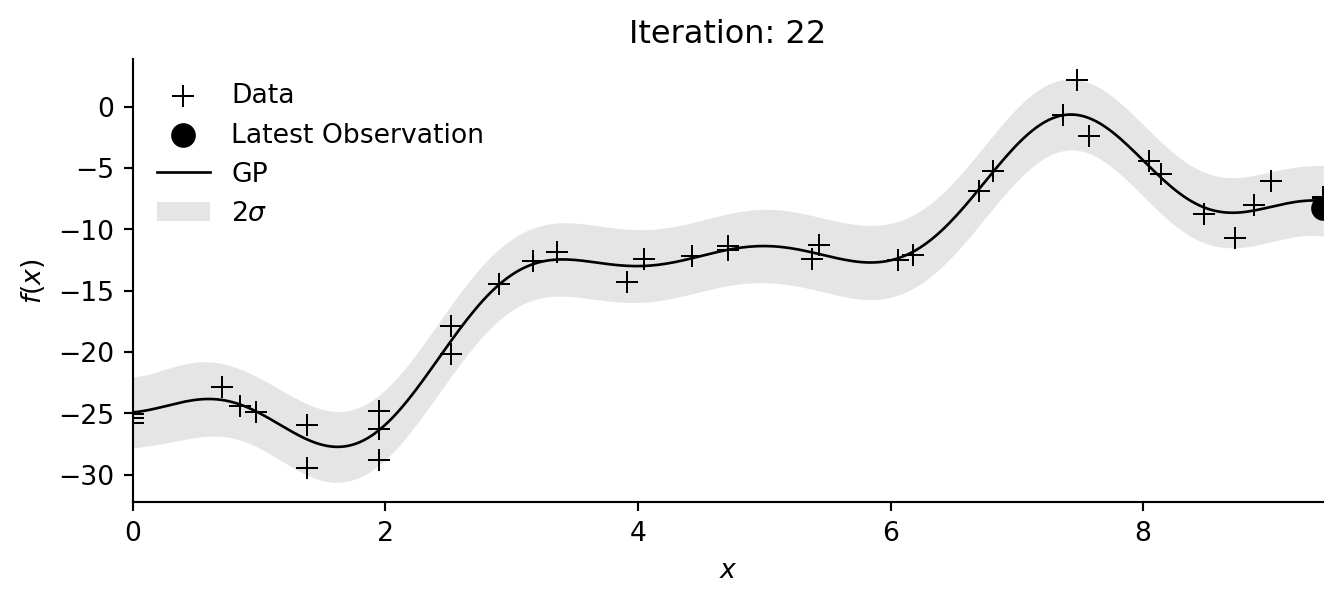 Iteration: 22
Data
Latest Observation
GP
2σ
f(x)
0
−5
−10
−15
−20
−25
−30
0 2 4 6 8
x